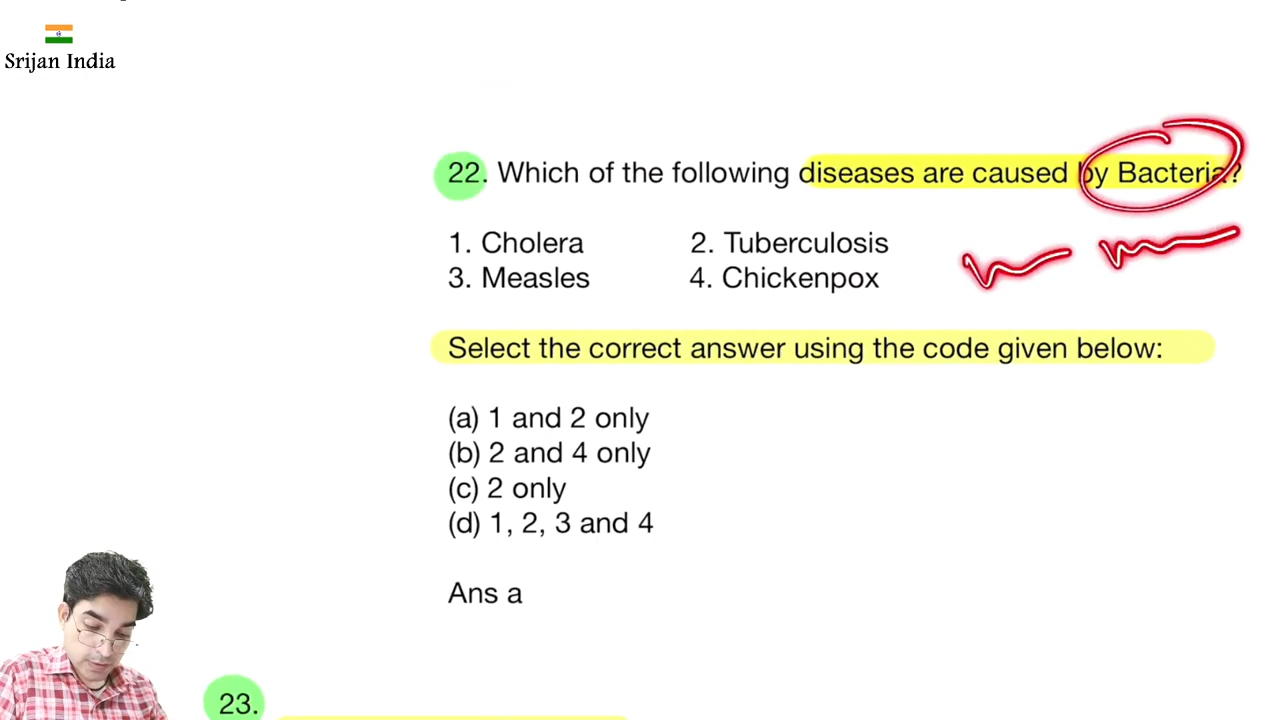 Srijan India
22. Which of the following diseases are caused by Bacteria?
1. Cholera 2. Tuberculosis
3. Measles 4. Chickenpox
Select the correct answer using the code given below:
(a) 1 and 2 only
(b) 2 and 4 only
(c) 2 only
(d) 1, 2, 3 and 4
Ans a
23.